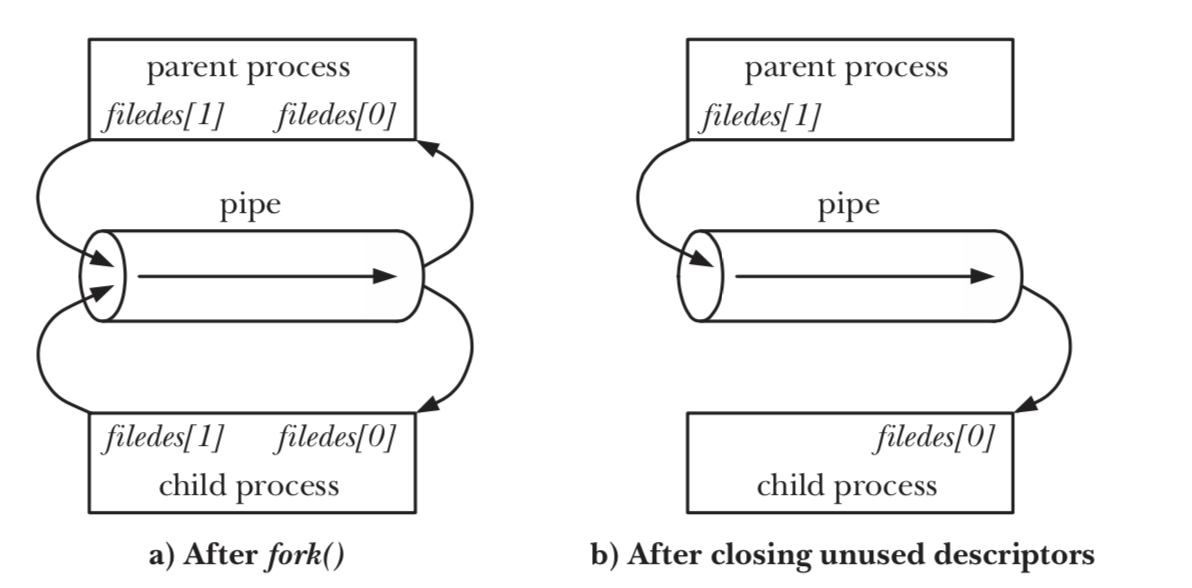 parent process
filedes[1] filedes[0]
pipe
filedes[1] filedes[0]
child process
a) After fork()
parent process
filedes[1]
pipe
filedes[0]
child process
b) After closing unused descriptors